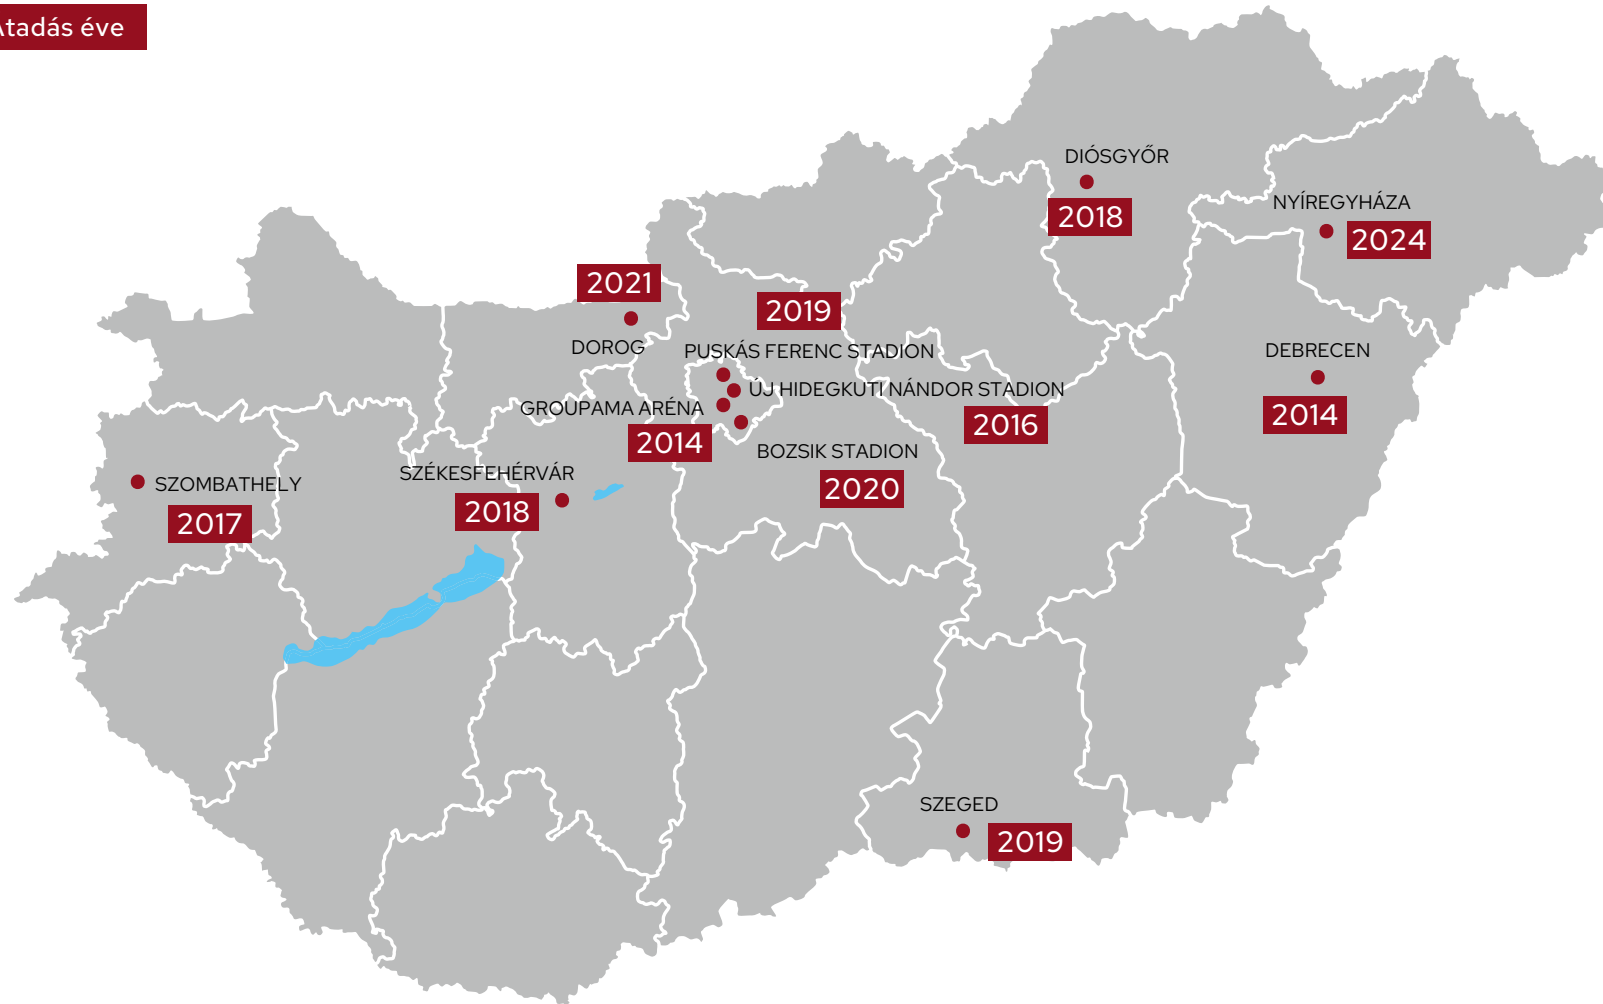 Átadás éve
DIÓSGYŐR
2018
NYÍREGYHÁZA
2024
2021
DOROG
2019
PUSKÁS FERENC STADION
ÚJ HIDEGKUTI NÁNDOR STADION
2016
GROUPAMA ARÉNA
2014
BOZSIK STADION
2020
DEBRECEN
2014
SZOMBATHELY
2017
SZÉKESFEHÉRVÁR
2018
SZEGED
2019